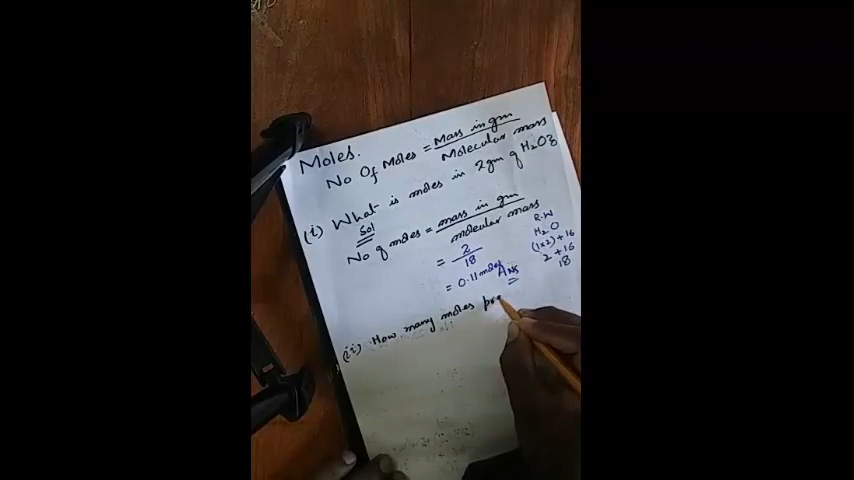 Moles.
No Of Moles = Mass in gm
Molecular mass
(i) What is moles in 2gm of H₂O?
Sol
No of moles = mass in gm
molecular mass
= 2
18
= 0.11 moles Ans
R.W
H₂O
(1×2)+16
2+16
18
(ii) How many moles pre